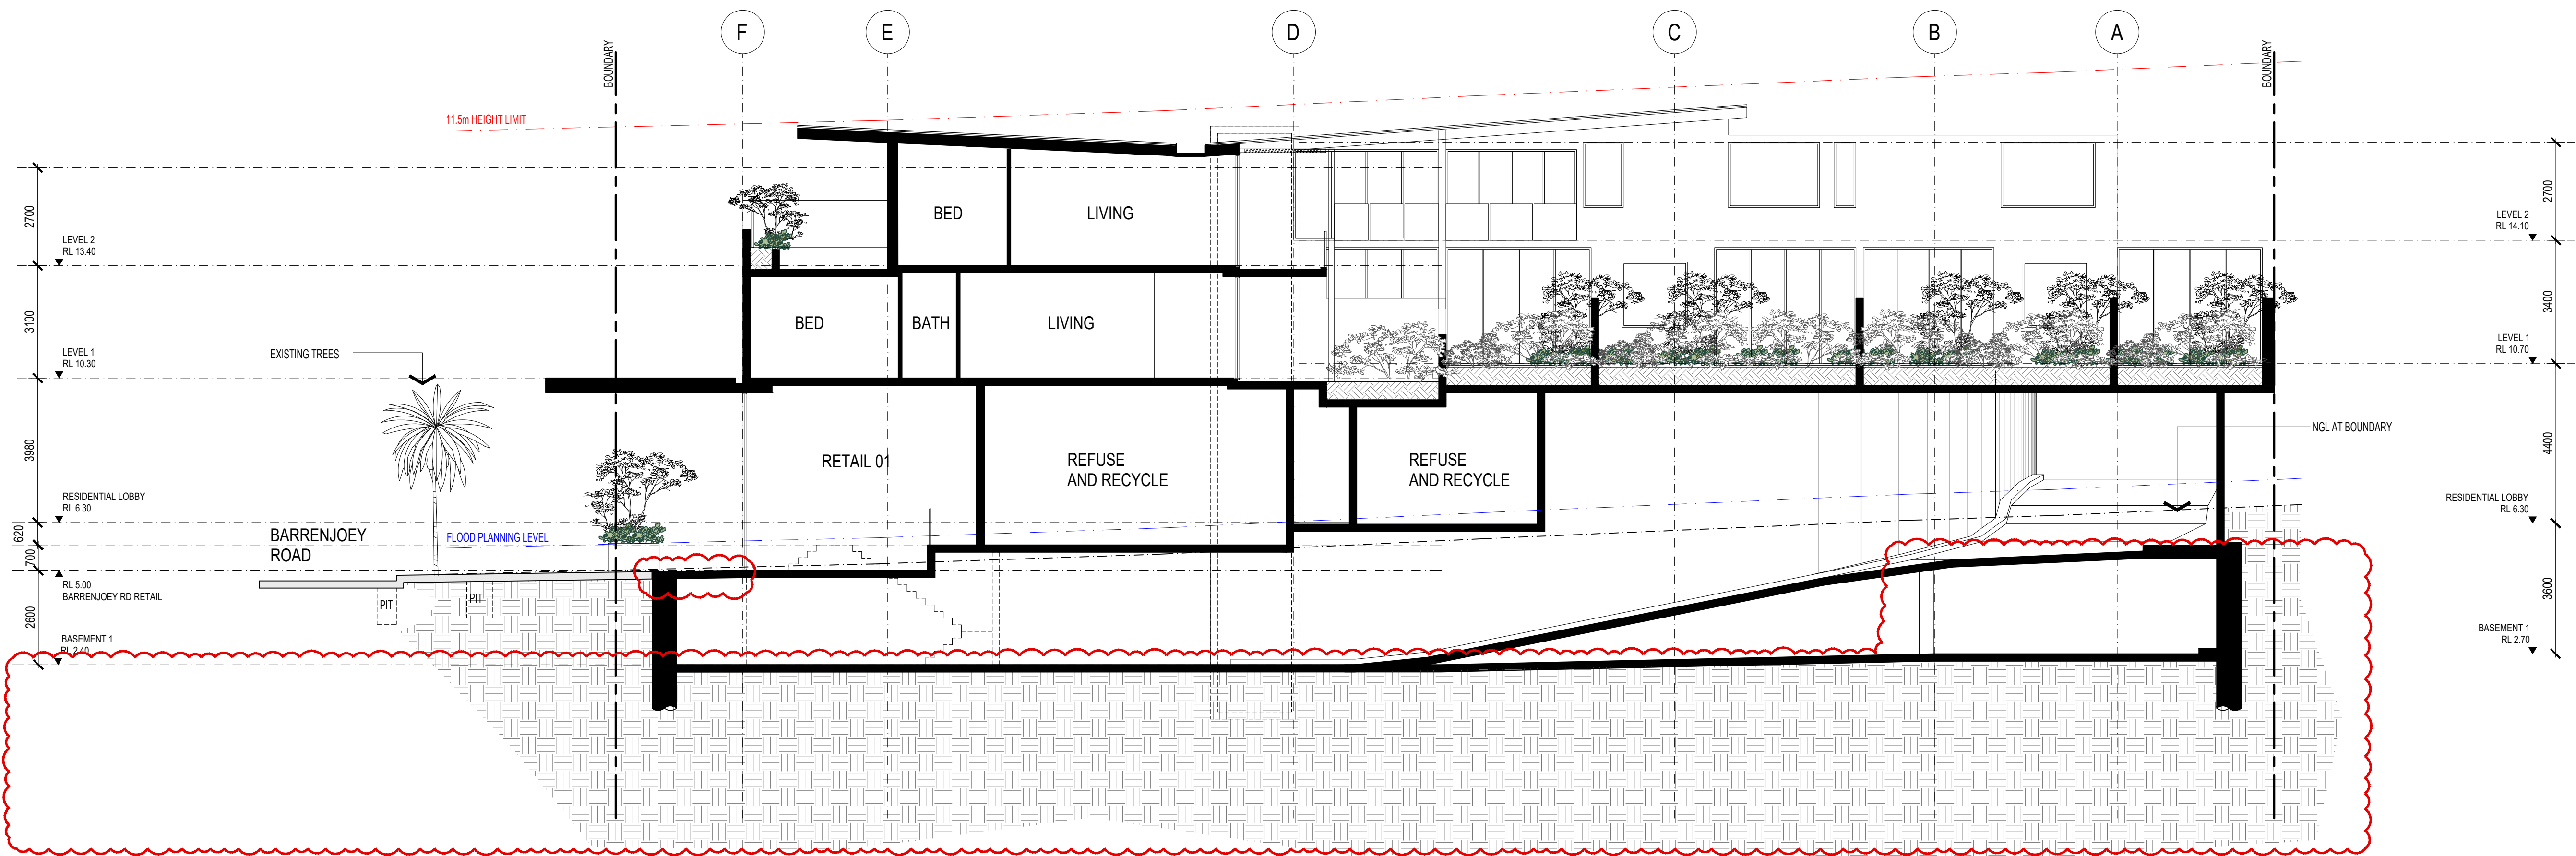 F
E
D
C
B
A
BOUNDARY
BOUNDARY
11.5m HEIGHT LIMIT
2700
2700
BED
LIVING
LEVEL 2
RL 13.40
LEVEL 2
RL 14.10
3100
3400
BED
BATH
LIVING
EXISTING TREES
LEVEL 1
RL 10.30
LEVEL 1
RL 10.70
3980
4400
NGL AT BOUNDARY
RETAIL 01
REFUSE
AND RECYCLE
REFUSE
AND RECYCLE
RESIDENTIAL LOBBY
RL 6.30
RESIDENTIAL LOBBY
RL 6.30
620
BARRENJOEY
ROAD
FLOOD PLANNING LEVEL
700
RL 5.00
BARRENJOEY RD RETAIL
PIT
PIT
2600
3600
BASEMENT 1
RL 2.40
BASEMENT 1
RL 2.70